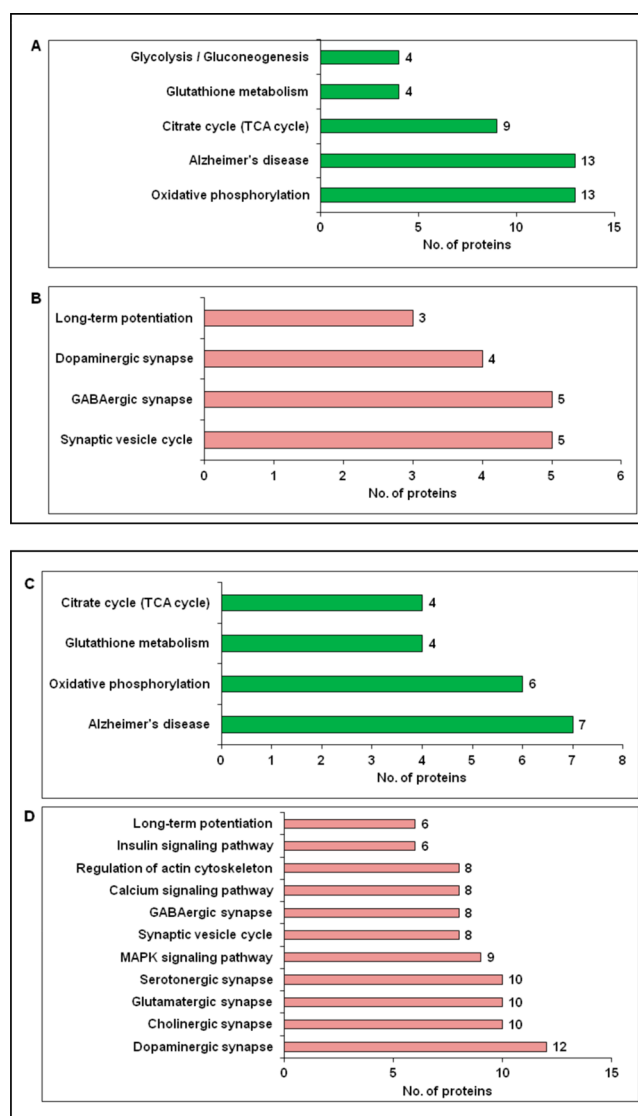 A
Glycolysis / Gluconeogenesis 4
Glutathione metabolism 4
Citrate cycle (TCA cycle) 9
Alzheimer's disease 13
Oxidative phosphorylation 13
0 5 10 15
No. of proteins
B
Long-term potentiation 3
Dopaminergic synapse 4
GABAergic synapse 5
Synaptic vesicle cycle 5
0 1 2 3 4 5 6
No. of proteins
C
Citrate cycle (TCA cycle) 4
Glutathione metabolism 4
Oxidative phosphorylation 6
Alzheimer's disease 7
0 1 2 3 4 5 6 7 8
No. of proteins
D
Long-term potentiation 6
Insulin signaling pathway 6
Regulation of actin cytoskeleton 8
Calcium signaling pathway 8
GABAergic synapse 8
Synaptic vesicle cycle 8
MAPK signaling pathway 9
Serotonergic synapse 10
Glutamatergic synapse 10
Cholinergic synapse 10
Dopaminergic synapse 12
0 5 10 15
No. of proteins